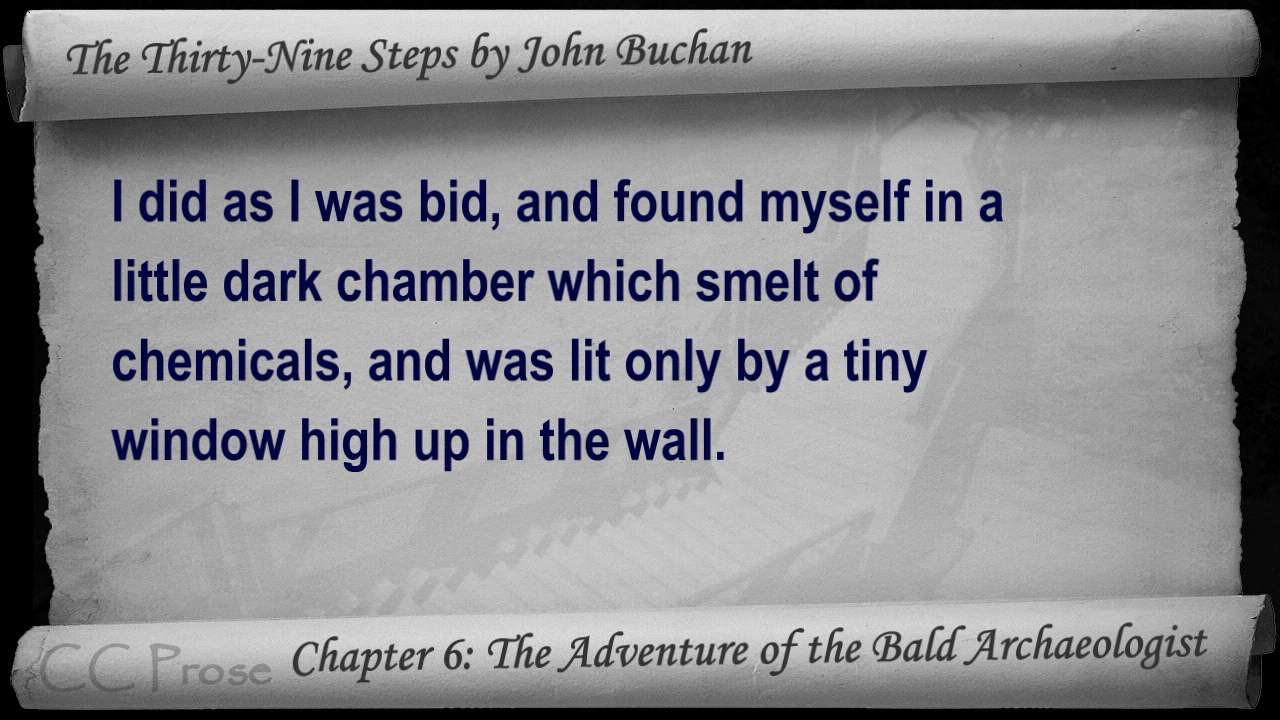 The Thirty-Nine Steps by John Buchan
I did as I was bid, and found myself in a
little dark chamber which smelt of
chemicals, and was lit only by a tiny
window high up in the wall.
CC Prose
Chapter 6: The Adventure of the Bald Archaeologist